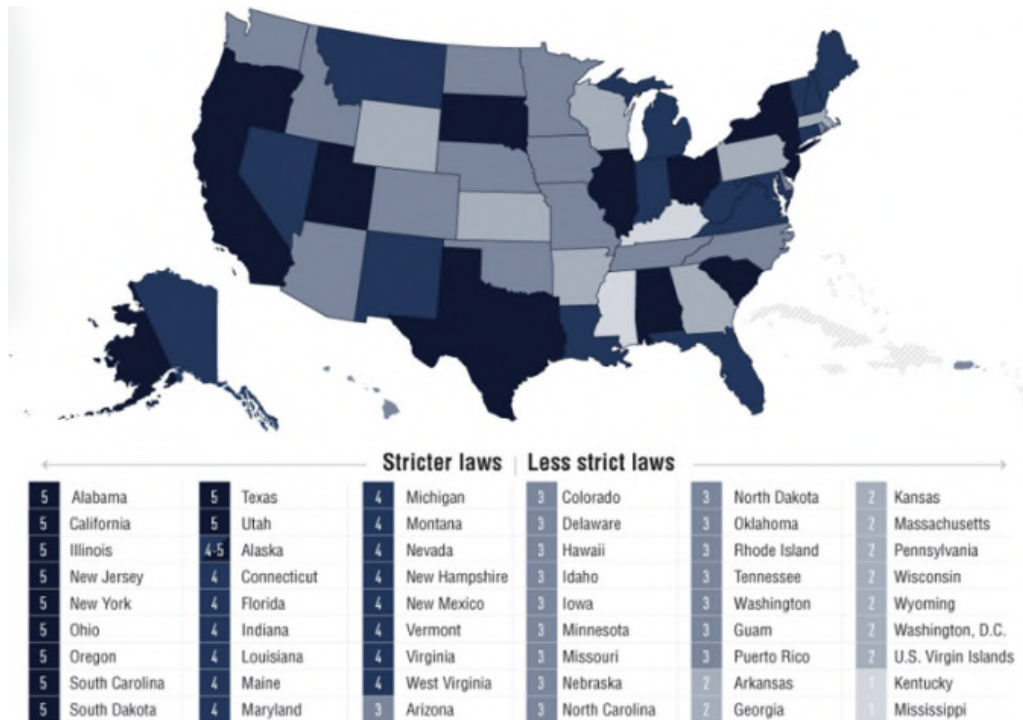 Stricter laws | Less strict laws
5 Alabama
5 California
5 Illinois
5 New Jersey
5 New York
5 Ohio
5 Oregon
5 South Carolina
5 South Dakota
5 Texas
5 Utah
4-5 Alaska
4 Connecticut
4 Florida
4 Indiana
4 Louisiana
4 Maine
4 Maryland
4 Michigan
4 Montana
4 Nevada
4 New Hampshire
4 New Mexico
4 Vermont
4 Virginia
4 West Virginia
3 Arizona
3 Colorado
3 Delaware
3 Hawaii
3 Idaho
3 Iowa
3 Minnesota
3 Missouri
3 Nebraska
3 North Carolina
3 North Dakota
3 Oklahoma
3 Rhode Island
3 Tennessee
3 Washington
3 Guam
3 Puerto Rico
2 Arkansas
2 Georgia
2 Kansas
2 Massachusetts
2 Pennsylvania
2 Wisconsin
2 Wyoming
2 Washington, D.C.
2 U.S. Virgin Islands
1 Kentucky
1 Mississippi